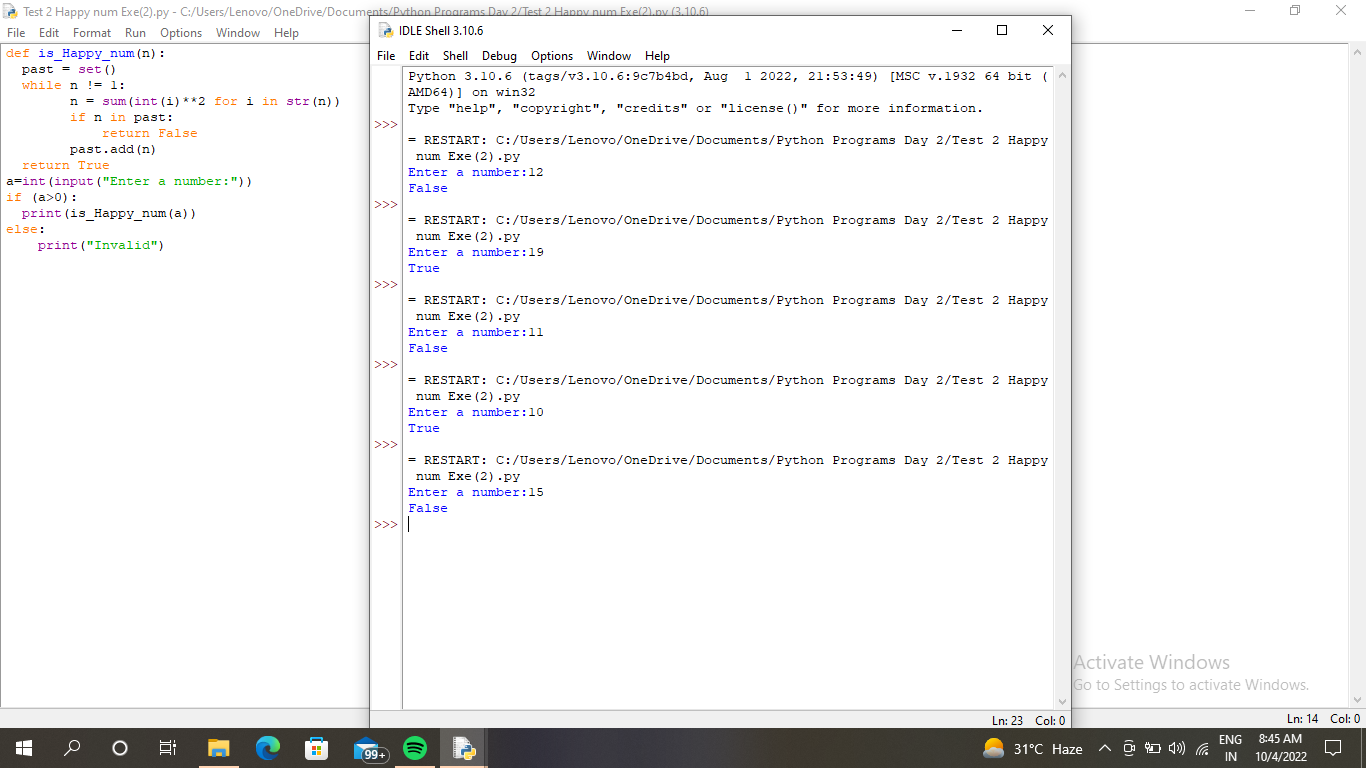 Test 2 Happy num Exe(2).py - C:/Users/Lenovo/OneDrive/Documents/Python Programs Day 2/Test 2 Happy num Exe(2).py (3.10.6)
File Edit Format Run Options Window Help
def is_Happy_num(n):
  past = set()
  while n != 1:
        n = sum(int(i)**2 for i in str(n))
        if n in past:
            return False
        past.add(n)
  return True
a=int(input("Enter a number:"))
if (a>0):
  print(is_Happy_num(a))
else:
    print("Invalid")
IDLE Shell 3.10.6
File Edit Shell Debug Options Window Help
Python 3.10.6 (tags/v3.10.6:9c7b4bd, Aug  1 2022, 21:53:49) [MSC v.1932 64 bit (
AMD64)] on win32
Type "help", "copyright", "credits" or "license()" for more information.
>>>
= RESTART: C:/Users/Lenovo/OneDrive/Documents/Python Programs Day 2/Test 2 Happy
 num Exe(2).py
Enter a number:12
False
>>>
= RESTART: C:/Users/Lenovo/OneDrive/Documents/Python Programs Day 2/Test 2 Happy
 num Exe(2).py
Enter a number:19
True
>>>
= RESTART: C:/Users/Lenovo/OneDrive/Documents/Python Programs Day 2/Test 2 Happy
 num Exe(2).py
Enter a number:11
False
>>>
= RESTART: C:/Users/Lenovo/OneDrive/Documents/Python Programs Day 2/Test 2 Happy
 num Exe(2).py
Enter a number:10
True
>>>
= RESTART: C:/Users/Lenovo/OneDrive/Documents/Python Programs Day 2/Test 2 Happy
 num Exe(2).py
Enter a number:15
False
>>>
Ln: 23 Col: 0
Activate Windows
Go to Settings to activate Windows.
Ln: 14 Col: 0
99+
31°C Haze
ENG
IN
8:45 AM
10/4/2022